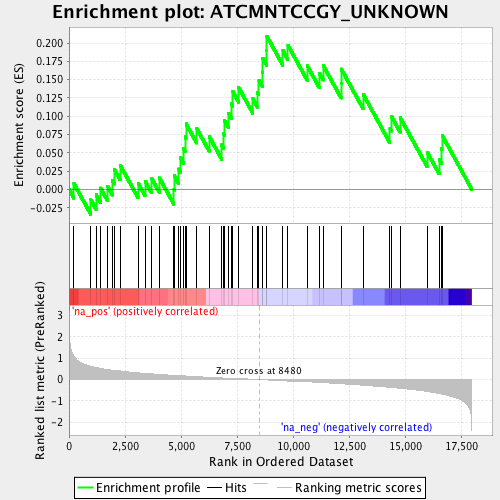 Enrichment plot: ATCMNTCCGY_UNKNOWN
Enrichment score (ES)
0.200
0.175
0.150
0.125
0.100
0.075
0.050
0.025
0.000
-0.025
'na_pos' (positively correlated)
Ranked list metric (PreRanked)
3
2
1
0
-1
-2
Zero cross at 8480
'na_neg' (negatively correlated)
0 2,500 5,000 7,500 10,000 12,500 15,000 17,500
Rank in Ordered Dataset
Enrichment profile Hits Ranking metric scores